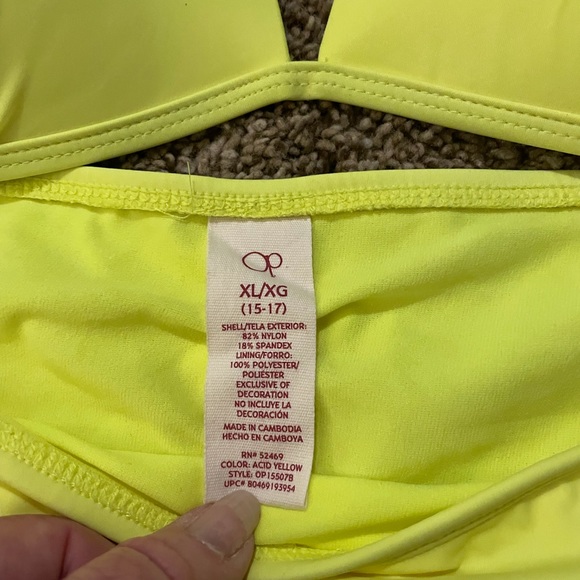 Op
XL/XG
(15-17)
SHELL/TELA EXTERIOR:
82% NYLON
18% SPANDEX
LINING/FORRO:
100% POLYESTER/
POLIÉSTER
EXCLUSIVE OF
DECORATION
NO INCLUYE LA
DECORACIÓN
MADE IN CAMBODIA
HECHO EN CAMBOYA
RN# 52469
COLOR: ACID YELLOW
STYLE: OP15507B
UPC# 80469193954